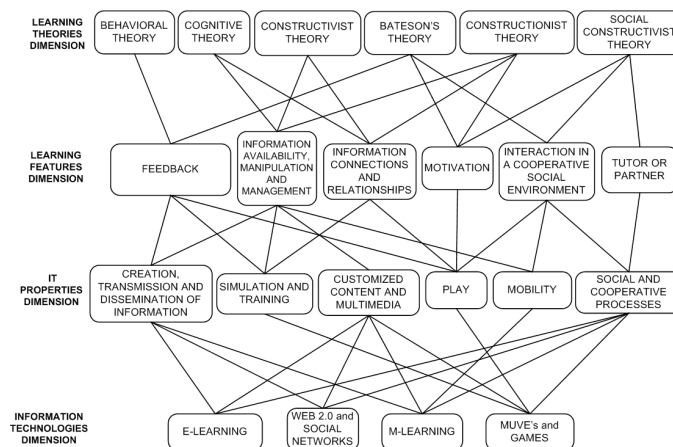 LEARNING
THEORIES
DIMENSION
BEHAVIORAL
THEORY
COGNITIVE
THEORY
CONSTRUCTIVIST
THEORY
BATESON'S
THEORY
CONSTRUCTIONIST
THEORY
SOCIAL
CONSTRUCTIVIST
THEORY
LEARNING
FEATURES
DIMENSION
FEEDBACK
INFORMATION
AVAILABILITY,
MANIPULATION
AND
MANAGEMENT
INFORMATION
CONNECTIONS
AND
RELATIONSHIPS
MOTIVATION
INTERACTION IN
A COOPERATIVE
SOCIAL
ENVIRONMENT
TUTOR OR
PARTNER
IT
PROPERTIES
DIMENSION
CREATION,
TRANSMISSION AND
DISSEMINATION OF
INFORMATION
SIMULATION AND
TRAINING
CUSTOMIZED
CONTENT AND
MULTIMEDIA
PLAY
MOBILITY
SOCIAL AND
COOPERATIVE
PROCESSES
INFORMATION
TECHNOLOGIES
DIMENSION
E-LEARNING
WEB 2.0 and
SOCIAL
NETWORKS
M-LEARNING
MUVE's and
GAMES